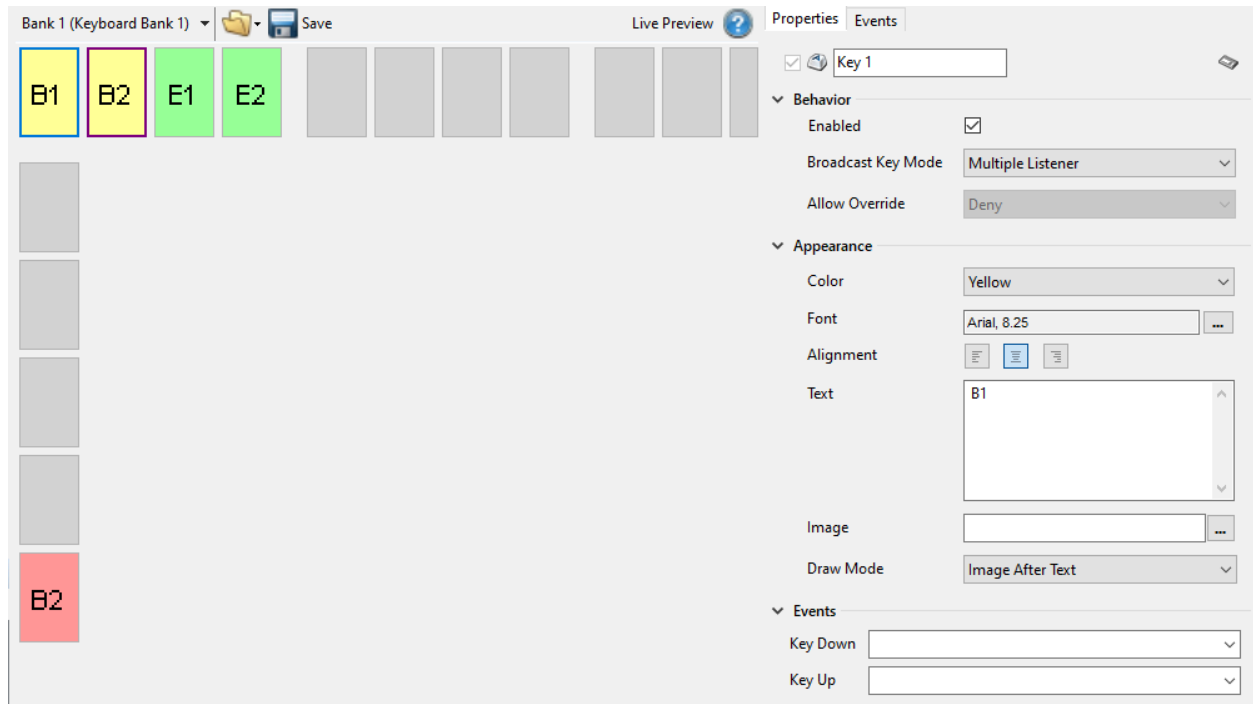 Bank 1 (Keyboard Bank 1) Save Live Preview ?
B1 B2 E1 E2
B2
Properties Events
Key 1
Behavior
Enabled
Broadcast Key Mode Multiple Listener
Allow Override Deny
Appearance
Color Yellow
Font Arial, 8.25 ...
Alignment
Text B1
Image ...
Draw Mode Image After Text
Events
Key Down
Key Up